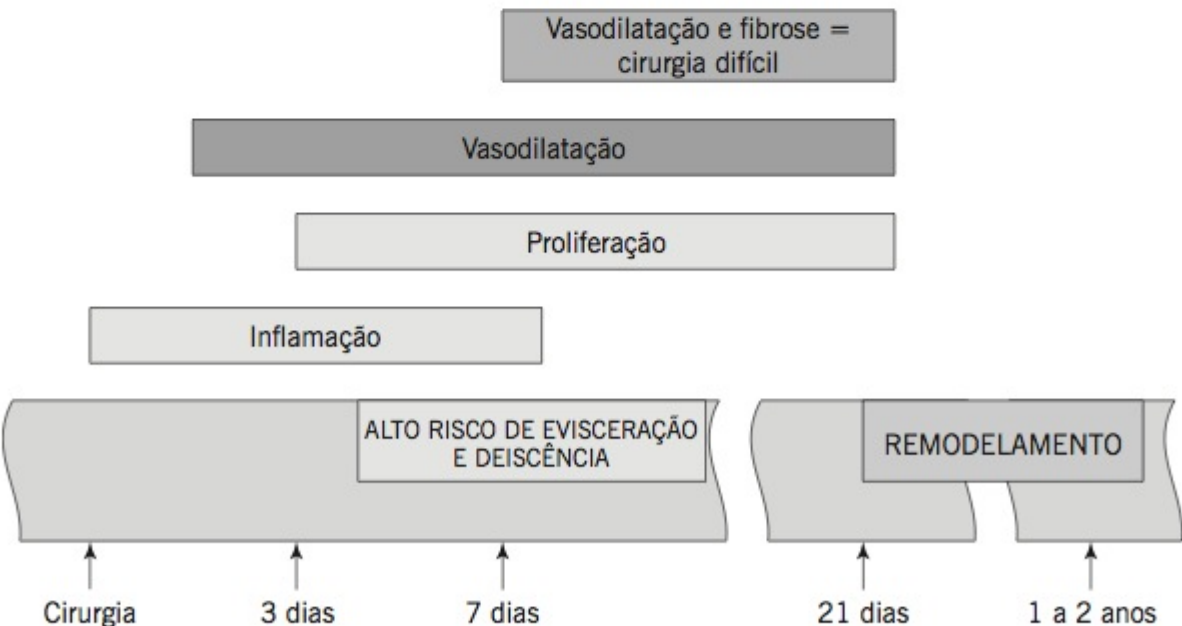 Vasodilatação e fibrose =
cirurgia difícil
Vasodilatação
Proliferação
Inflamação
ALTO RISCO DE EVISCERAÇÃO
E DEISCÊNCIA
REMODELAMENTO
Cirurgia
3 dias
7 dias
21 dias
1 a 2 anos